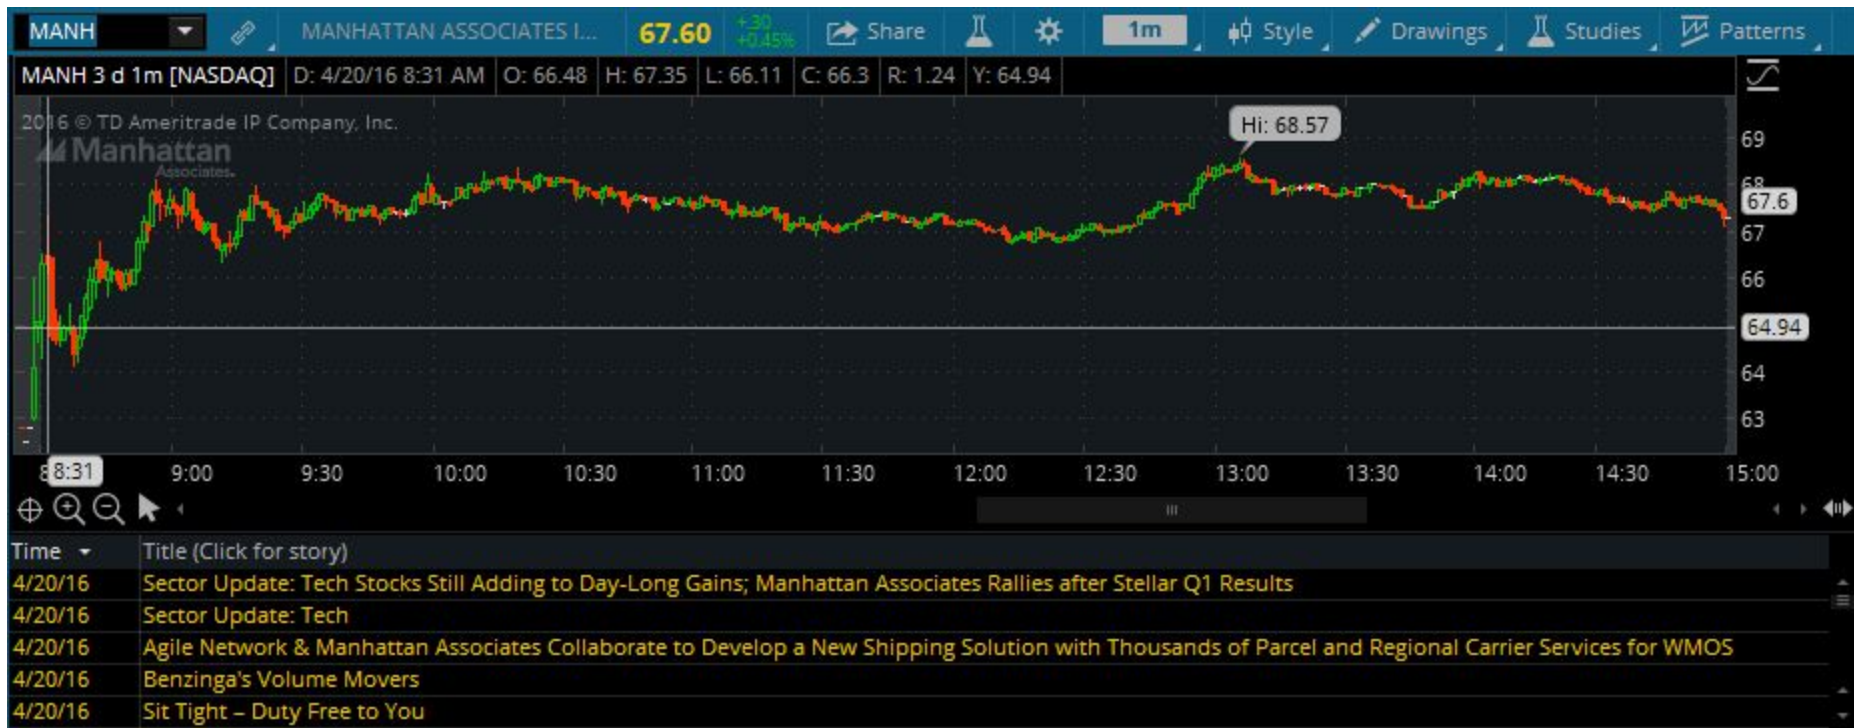 MANH MANHATTAN ASSOCIATES I... 67.60 +.30 +0.45% Share 1m Style Drawings Studies Patterns
MANH 3 d 1m [NASDAQ] D: 4/20/16 8:31 AM O: 66.48 H: 67.35 L: 66.11 C: 66.3 R: 1.24 Y: 64.94
2016 © TD Ameritrade IP Company, Inc.
Manhattan
Associates.
Hi: 68.57
69
68
67.6
67
66
64.94
64
63
8:31 9:00 9:30 10:00 10:30 11:00 11:30 12:00 12:30 13:00 13:30 14:00 14:30 15:00
Time Title (Click for story)
4/20/16 Sector Update: Tech Stocks Still Adding to Day-Long Gains; Manhattan Associates Rallies after Stellar Q1 Results
4/20/16 Sector Update: Tech
4/20/16 Agile Network & Manhattan Associates Collaborate to Develop a New Shipping Solution with Thousands of Parcel and Regional Carrier Services for WMOS
4/20/16 Benzinga's Volume Movers
4/20/16 Sit Tight – Duty Free to You